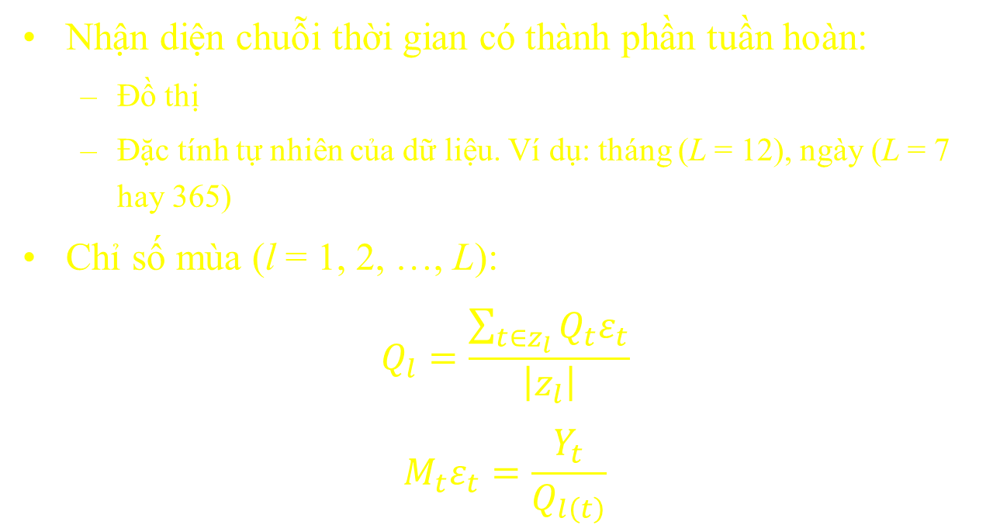 • Nhận diện chuỗi thời gian có thành phần tuần hoàn:
– Đồ thị
– Đặc tính tự nhiên của dữ liệu. Ví dụ: tháng (L = 12), ngày (L = 7
hay 365)
• Chỉ số mùa (l = 1, 2, …, L):
$Q_l = \frac{\sum_{t \in z_l} Q_t \varepsilon_t}{|z_l|}$
$M_t \varepsilon_t = \frac{Y_t}{Q_{l(t)}}$